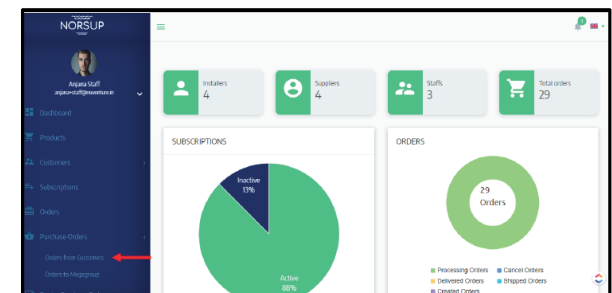 NORSUP
Anjana Staff
anjana+staff@noventure.in
Dashboard
Products
Customers
Subscriptions
Orders
Purchase Orders
Orders from Customers
Orders to Megagroup
1
Installers
4
Suppliers
4
Staffs
3
Total orders
29
SUBSCRIPTIONS
Inactive
13%
Active
88%
ORDERS
29
Orders
Processing Orders
Cancel Orders
Delivered Orders
Shipped Orders
Created Orders